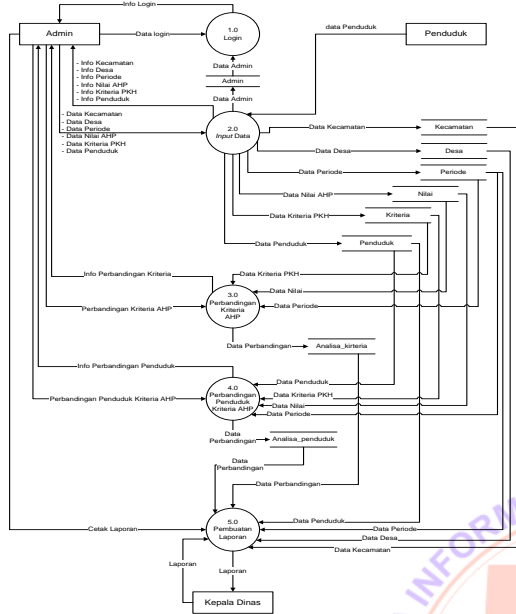 Info Login
Admin
Data login
1.0
Login
data Penduduk
Penduduk
Data Admin
Admin
Data Admin
- Info Kecamatan
- Info Desa
- Info Periode
- Info Nilai AHP
- Info Kriteria PKH
- Info Penduduk
- Data Kecamatan
- Data Desa
- Data Periode
- Data Nilai AHP
- Data Kriteria PKH
- Data Penduduk
2.0
Input Data
Data Kecamatan
Kecamatan
Data Desa
Desa
Data Periode
Periode
Data Nilai AHP
Nilai
Data Kriteria PKH
Kriteria
Data Penduduk
Penduduk
Info Perbandingan Kriteria
Data Kriteria PKH
Data Nilai
Data Periode
Perbandingan Kriteria AHP
3.0
Perbandingan
Kriteria
AHP
Data Perbandingan
Analisa_kirteria
Info Perbandingan Penduduk
Data Penduduk
Perbandingan Penduduk Kriteria AHP
4.0
Perbandingan
Penduduk
Kriteria AHP
Data Kriteria PKH
Data Nilai
Data Periode
Data
Perbandingan
Analisa_penduduk
Data
Perbandingan
Data Perbandingan
Cetak Laporan
5.0
Pembuatan
Laporan
Data Penduduk
Data Periode
Data Desa
Data Kecamatan
Laporan
Laporan
Kepala Dinas
INFORM